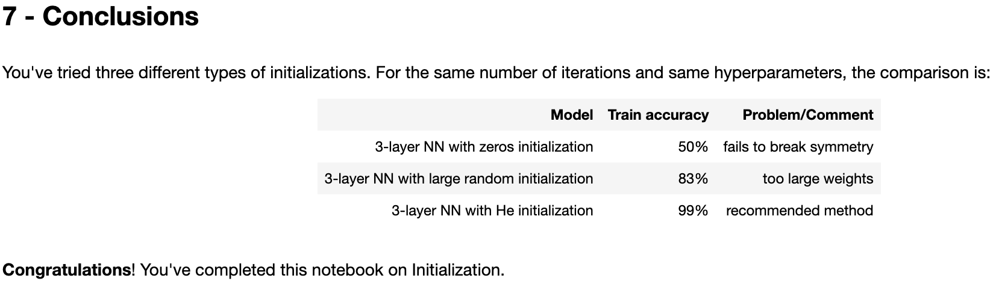 7 - Conclusions
You've tried three different types of initializations. For the same number of iterations and same hyperparameters, the comparison is:
Model Train accuracy Problem/Comment
3-layer NN with zeros initialization 50% fails to break symmetry
3-layer NN with large random initialization 83% too large weights
3-layer NN with He initialization 99% recommended method
Congratulations! You've completed this notebook on Initialization.